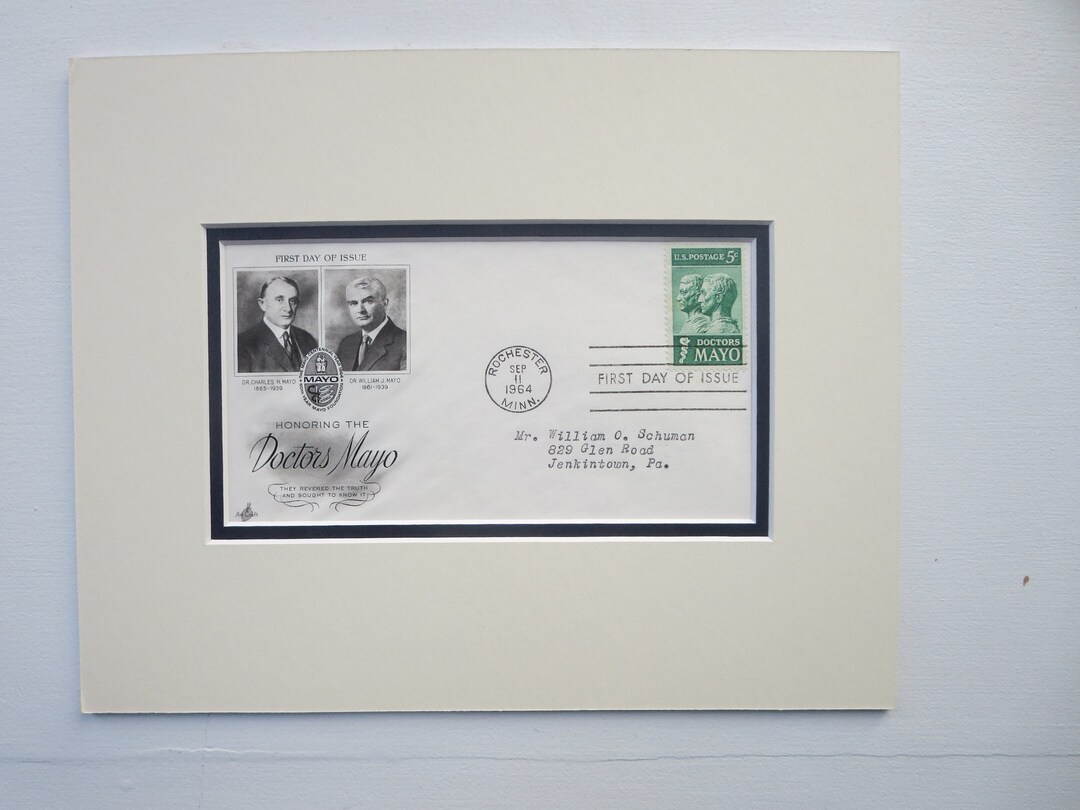 FIRST DAY OF ISSUE
DR. CHARLES H. MAYO
1865-1939
DR. WILLIAM J. MAYO
1861-1939
MAYO
HONORING THE
Doctors Mayo
THEY REVERED THE TRUTH
AND SOUGHT TO KNOW IT
ROCHESTER
SEP
11
1964
MINN.
U.S. POSTAGE 5c
DOCTORS
MAYO
FIRST DAY OF ISSUE
Mr. William O. Schuman
829 Glen Road
Jenkintown, Pa.